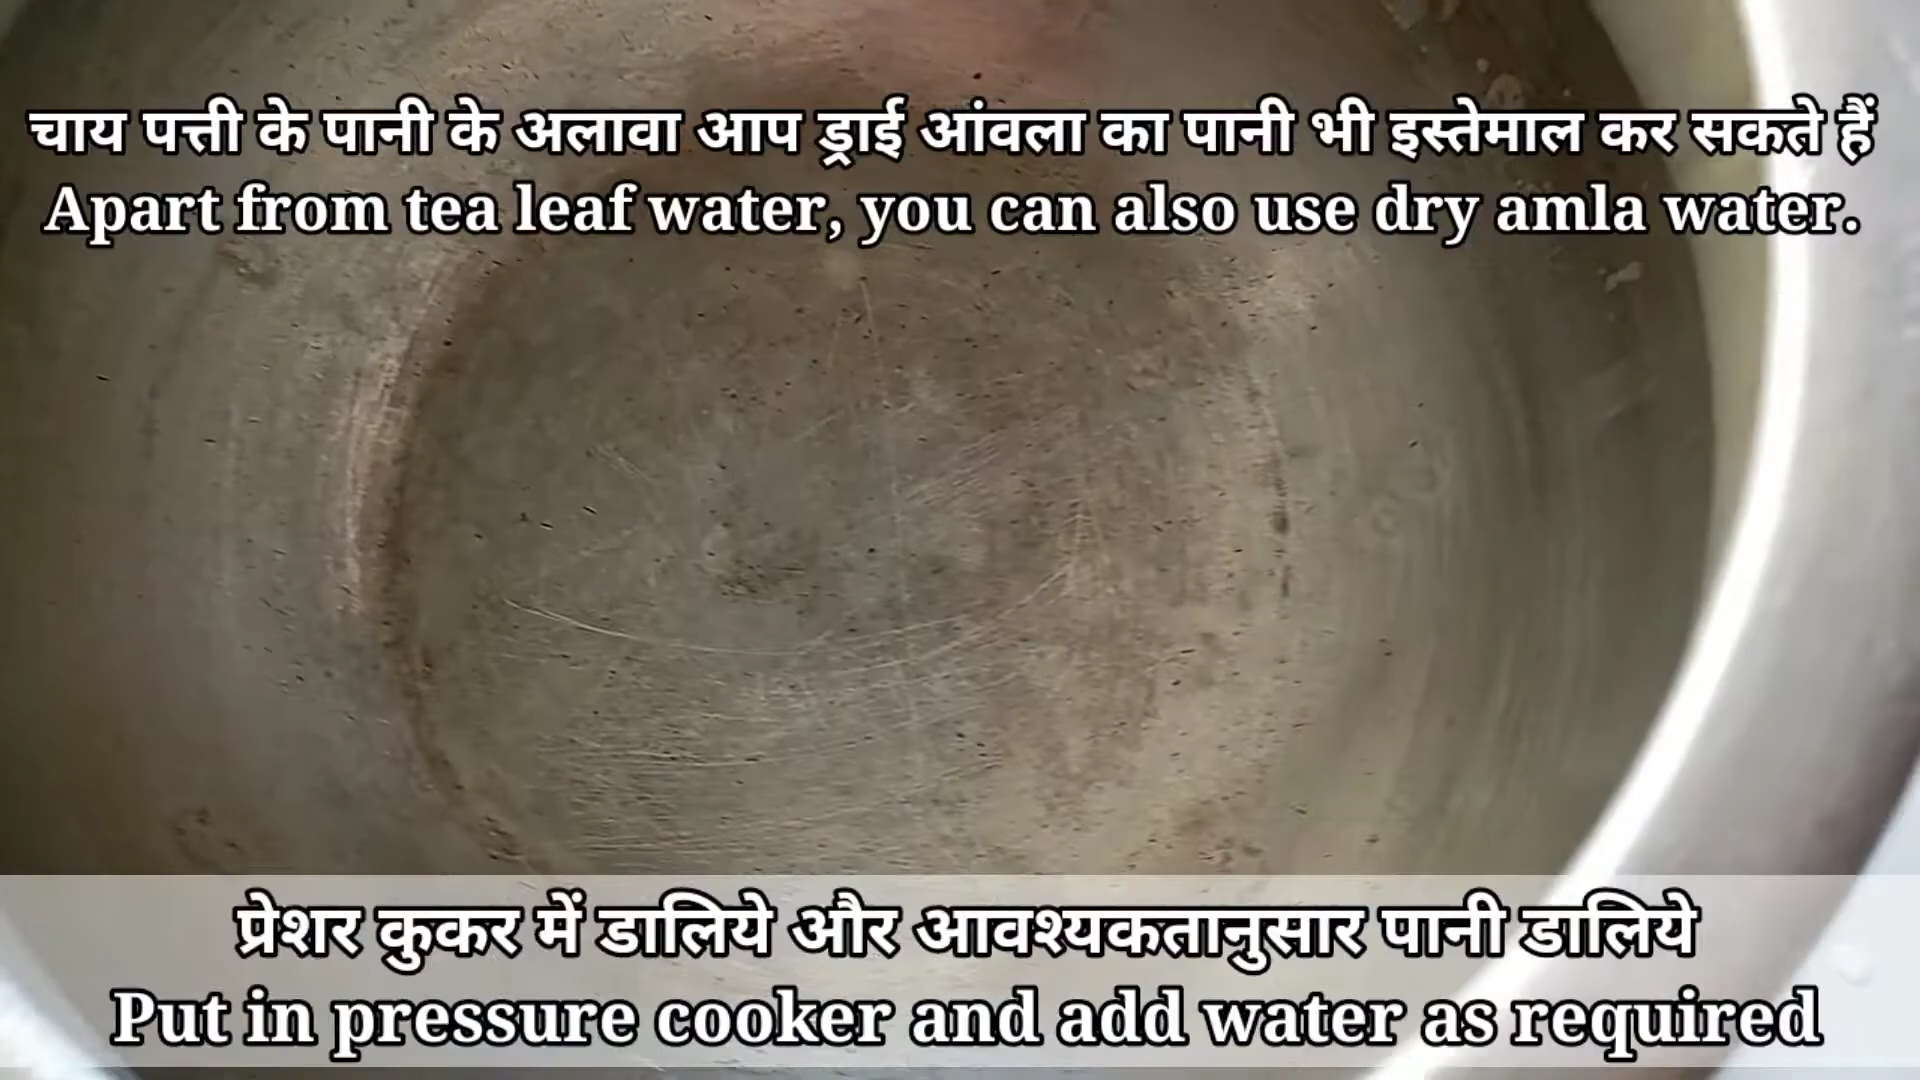 चाय पत्ती के पानी के अलावा आप ड्राई आंवला का पानी भी इस्तेमाल कर सकते हैं
Apart from tea leaf water, you can also use dry amla water.
प्रेशर कुकर में डालिये और आवश्यकतानुसार पानी डालिये
Put in pressure cooker and add water as required